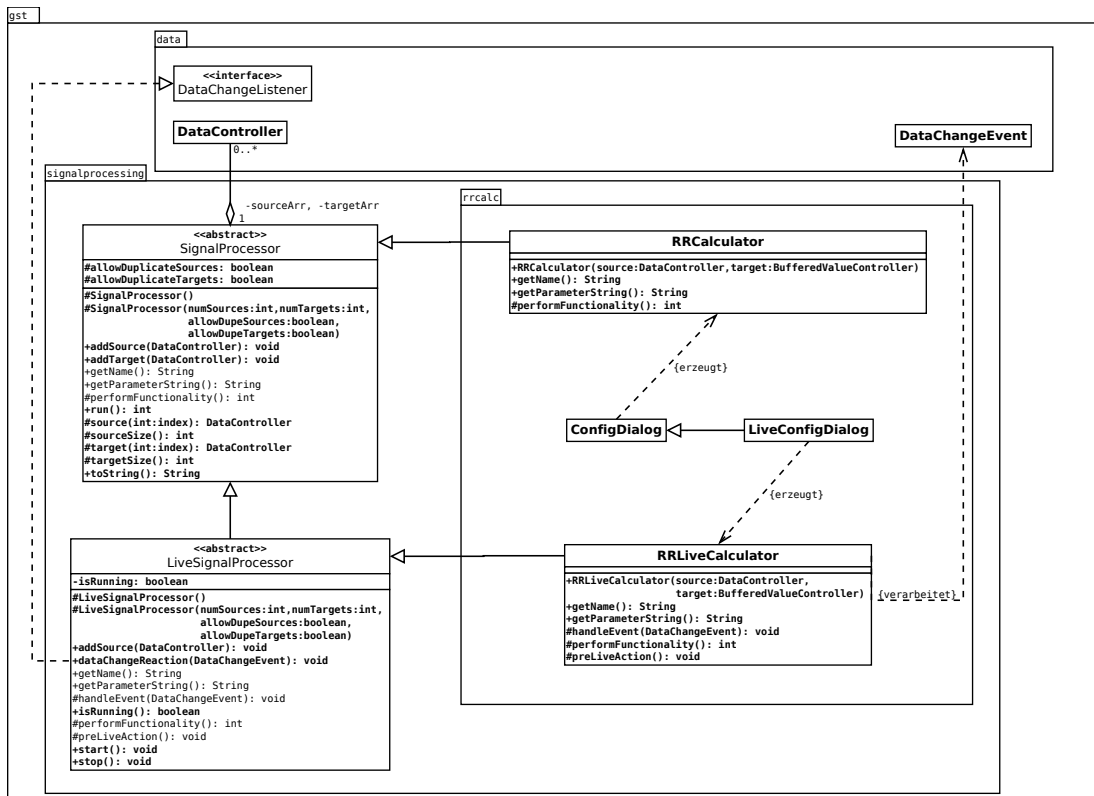 gst
data
<<interface>>
DataChangeListener
DataController
0..*
DataChangeEvent
signalprocessing
-sourceArr, -targetArr
1
<<abstract>>
SignalProcessor
#allowDuplicateSources: boolean
#allowDuplicateTargets: boolean
#SignalProcessor()
#SignalProcessor(numSources:int,numTargets:int,
allowDupeSources:boolean,
allowDupeTargets:boolean)
+addSource(DataController): void
+addTarget(DataController): void
+getName(): String
+getParameterString(): String
#performFunctionality(): int
+run(): int
#source(int:index): DataController
#sourceSize(): int
#target(int:index): DataController
#targetSize(): int
+toString(): String
rrcalc
RRCalculator
+RRCalculator(source:DataController,target:BufferedValueController)
+getName(): String
+getParameterString(): String
#performFunctionality(): int
{erzeugt}
ConfigDialog
LiveConfigDialog
{erzeugt}
<<abstract>>
LiveSignalProcessor
-isRunning: boolean
#LiveSignalProcessor()
#LiveSignalProcessor(numSources:int,numTargets:int,
allowDupeSources:boolean,
allowDupeTargets:boolean)
+addSource(DataController): void
+dataChangeReaction(DataChangeEvent): void
+getName(): String
+getParameterString(): String
#handleEvent(DataChangeEvent): void
+isRunning(): boolean
#performFunctionality(): int
#preLiveAction(): void
+start(): void
+stop(): void
RRLiveCalculator
+RRLiveCalculator(source:DataController,
target:BufferedValueController)
+getName(): String
+getParameterString(): String
#handleEvent(DataChangeEvent): void
#performFunctionality(): int
#preLiveAction(): void
{verarbeitet}